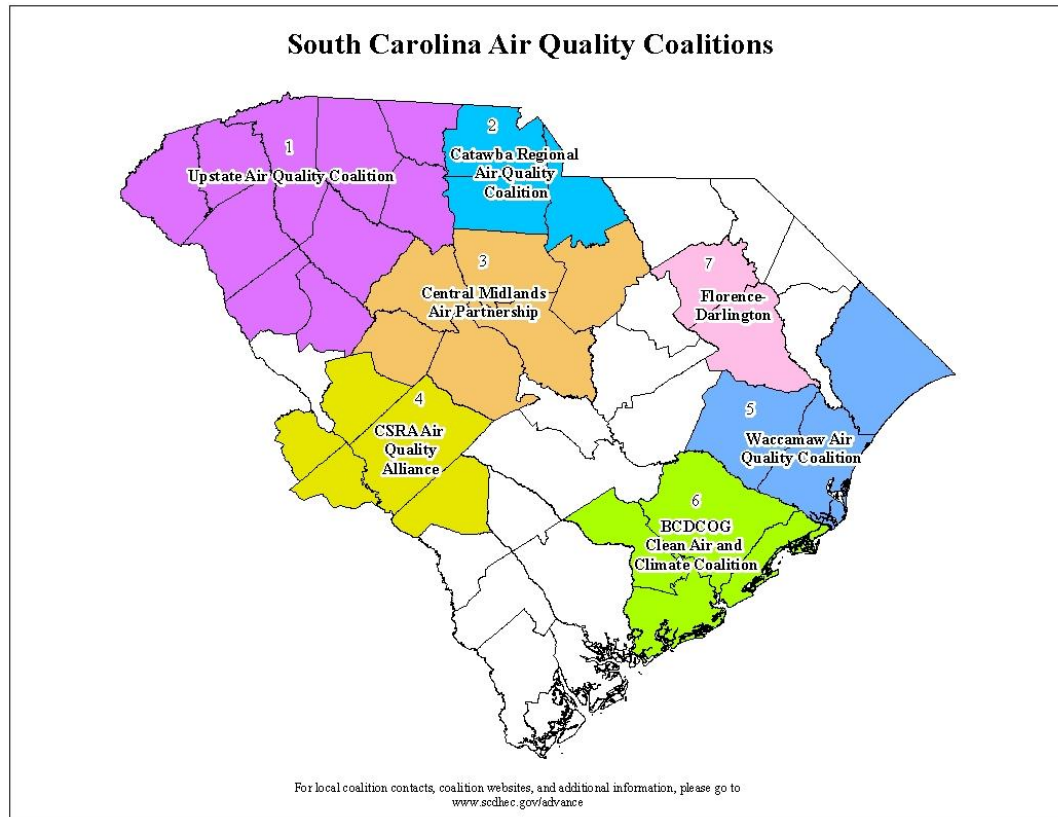 South Carolina Air Quality Coalitions
1
Upstate Air Quality Coalition
2
Catawba Regional
Air Quality
Coalition
3
Central Midlands
Air Partnership
7
Florence-
Darlington
4
CSRA Air
Quality
Alliance
5
Waccamaw Air
Quality Coalition
6
BCDCOG
Clean Air and
Climate Coalition
For local coalition contacts, coalition websites, and additional information, please go to
www.scdhec.gov/advance